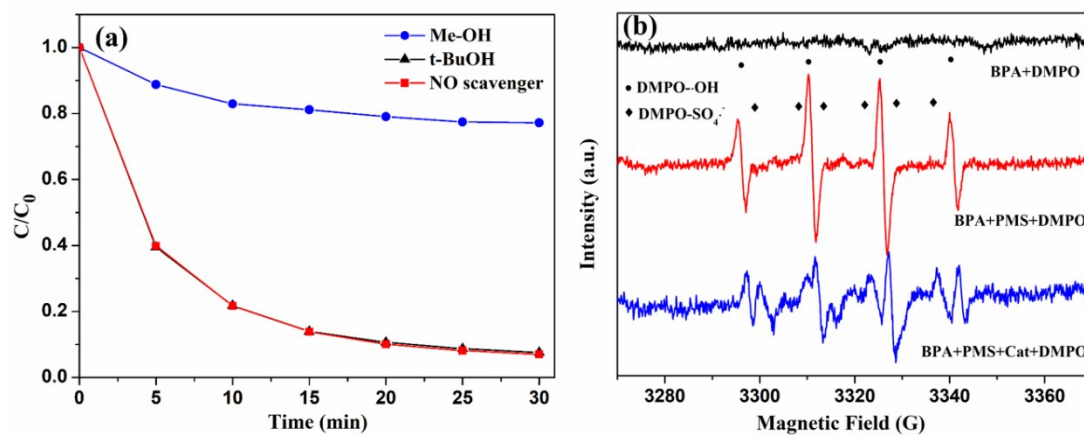 (a)
Me-OH
t-BuOH
NO scavenger
C/C₀
1.0
0.8
0.6
0.4
0.2
0.0
0
5
10
15
20
25
30
Time (min)
(b)
BPA+DMPO
DMPO-·OH
DMPO-SO₄·⁻
BPA+PMS+DMPO
BPA+PMS+Cat+DMPO
Intensity (a.u.)
3280
3300
3320
3340
3360
Magnetic Field (G)